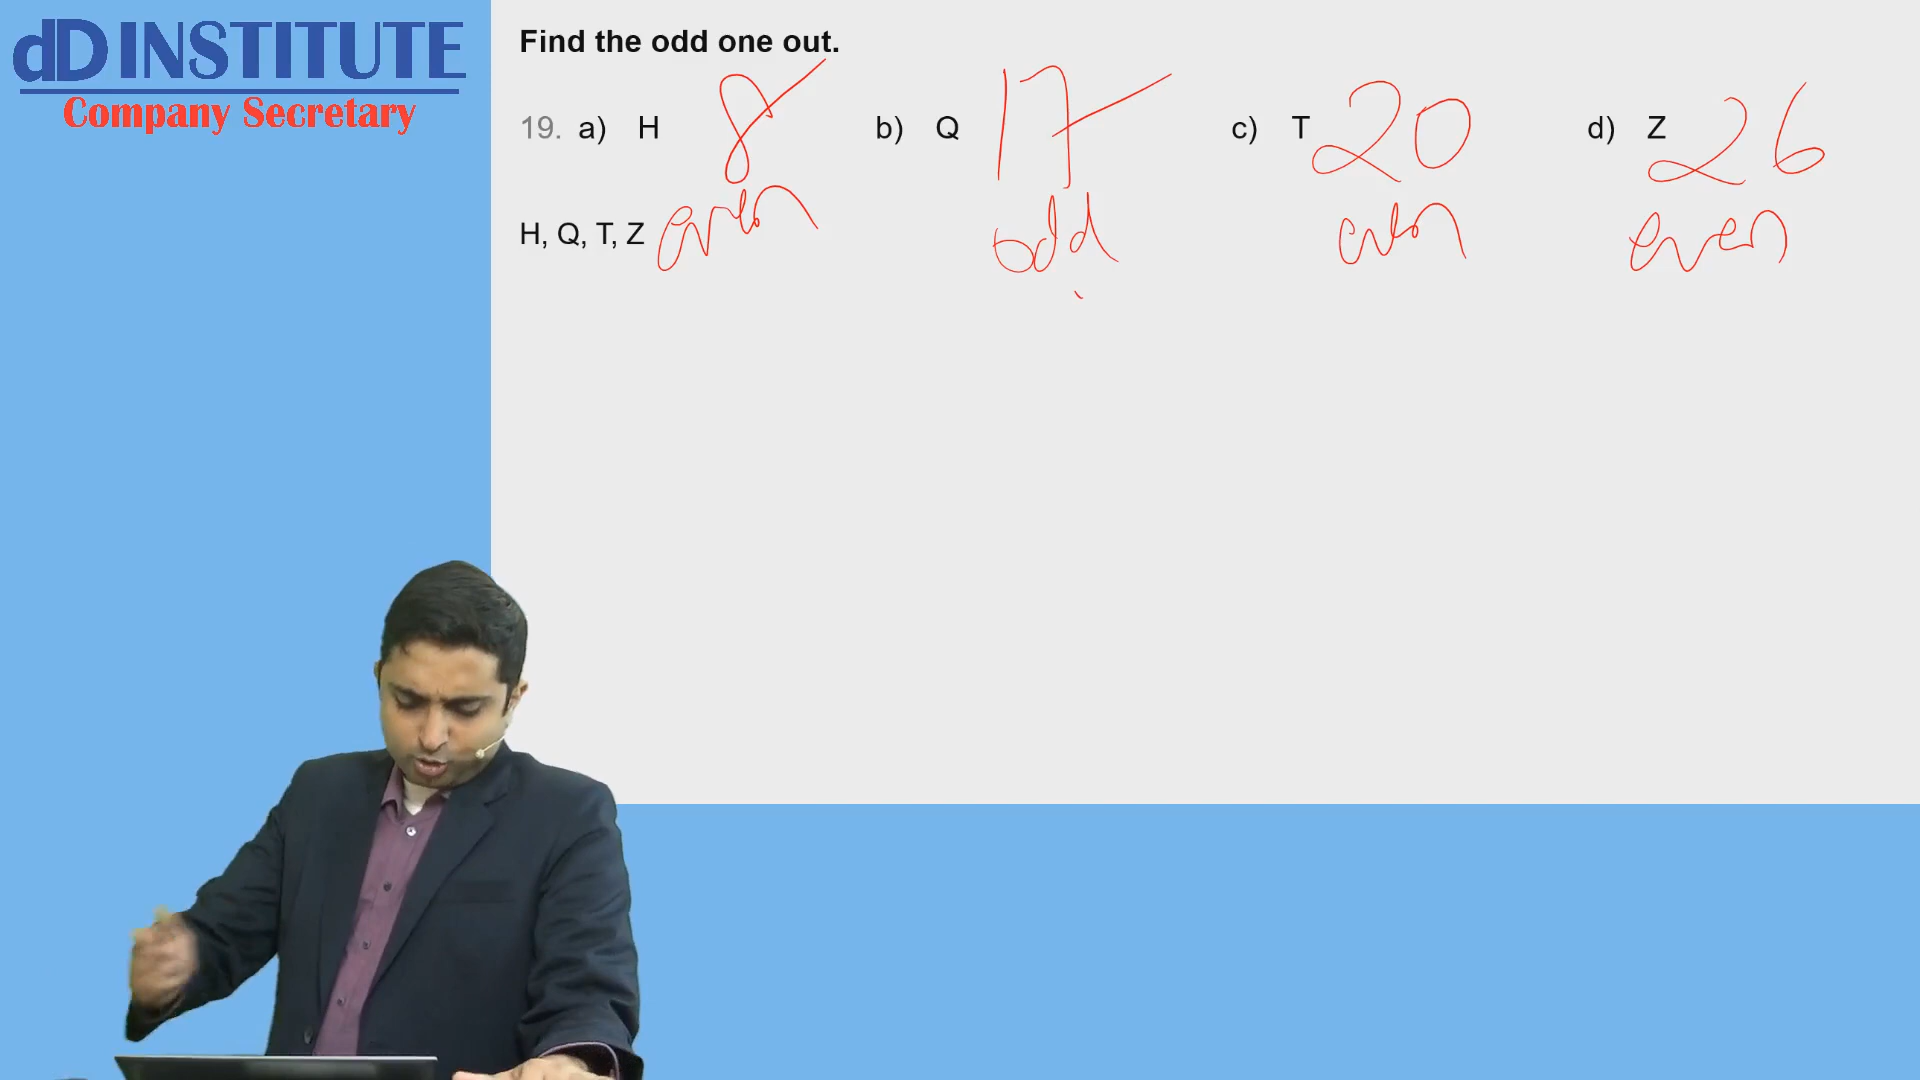 dD INSTITUTE
Company Secretary
Find the odd one out.
19. a) H 8 b) Q 17 c) T 20 d) Z 26
even odd even even
H, Q, T, Z